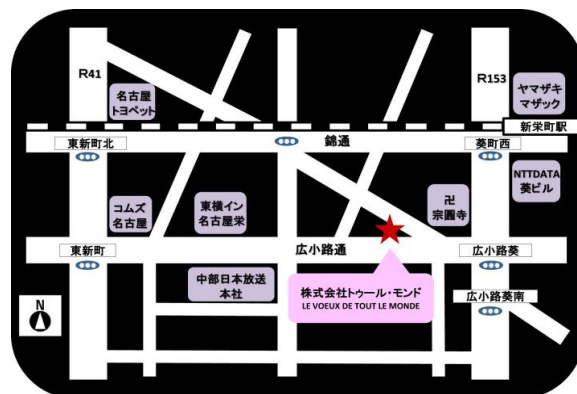 R41
R153
名古屋
トヨペット
ヤマザキ
マザック
新栄町駅
東新町北
錦通
葵町西
コムズ
名古屋
東横イン
名古屋栄
卍
宗圓寺
NTTDATA
葵ビル
東新町
広小路通
広小路葵
中部日本放送
本社
株式会社トゥール・モンド
LE VOEUX DE TOUT LE MONDE
広小路葵南
N